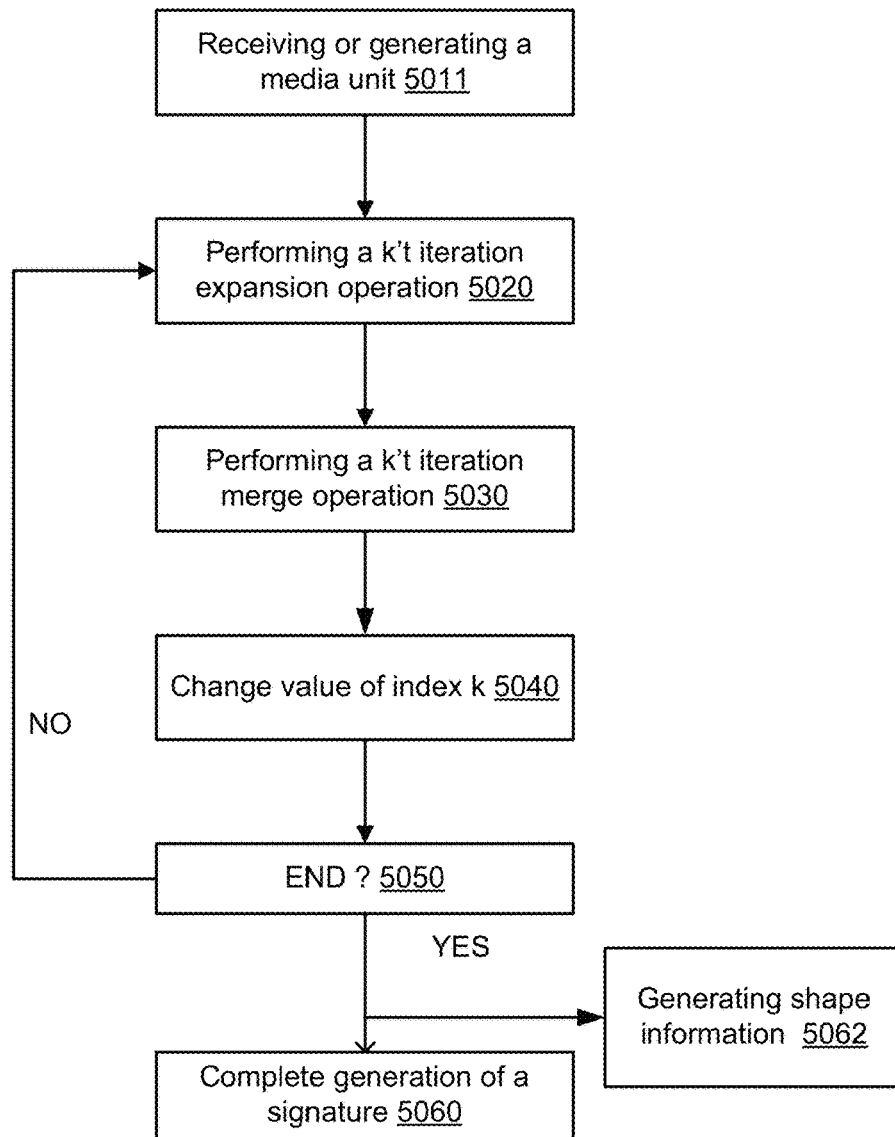 Receiving or generating a
media unit 5011
Performing a k't iteration
expansion operation 5020
Performing a k't iteration
merge operation 5030
Change value of index k 5040
NO
END ? 5050
YES
Generating shape
information 5062
Complete generation of a
signature 5060